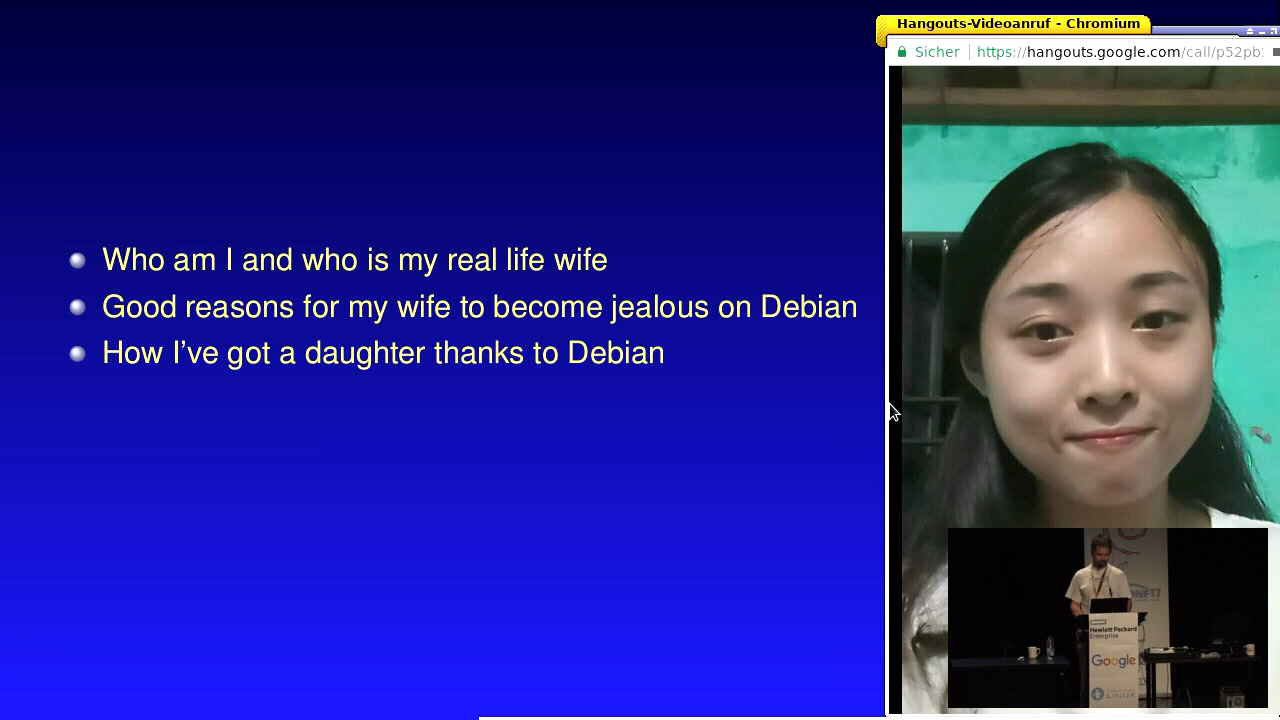 Hangouts-Videoanruf - Chromium
Sicher https://hangouts.google.com/call/p52pb
Who am I and who is my real life wife
Good reasons for my wife to become jealous on Debian
How I've got a daughter thanks to Debian
Hewlett Packard
Enterprise
Google
LINUX